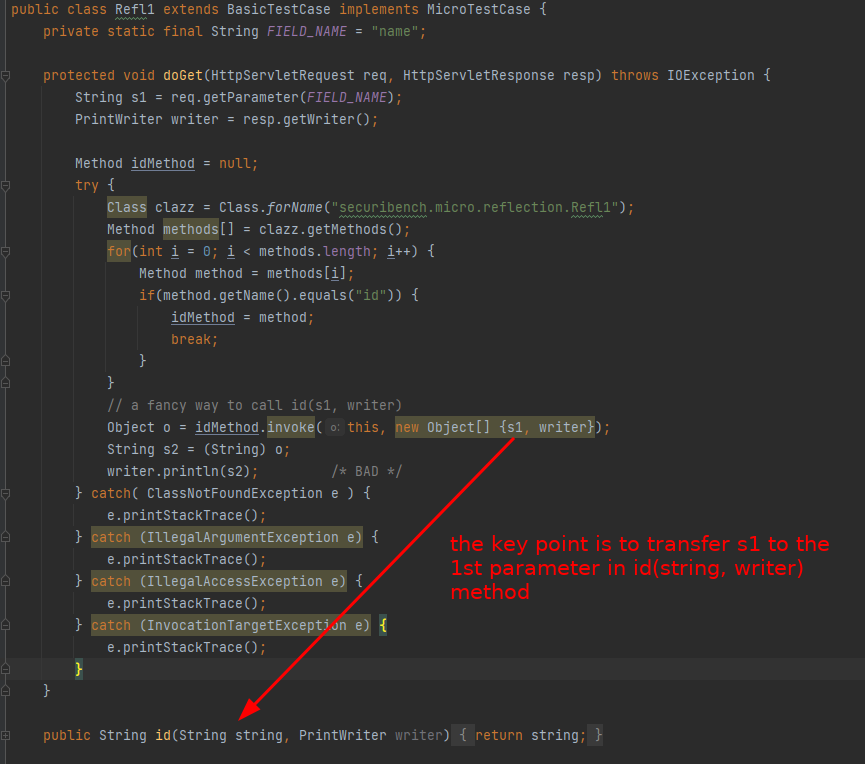 public class Refl1 extends BasicTestCase implements MicroTestCase {
private static final String FIELD_NAME = "name";
protected void doGet(HttpServletRequest req, HttpServletResponse resp) throws IOException {
String s1 = req.getParameter(FIELD_NAME);
PrintWriter writer = resp.getWriter();
Method idMethod = null;
try {
Class clazz = Class.forName("securibench.micro.reflection.Refl1");
Method methods[] = clazz.getMethods();
for(int i = 0; i < methods.length; i++) {
Method method = methods[i];
if(method.getName().equals("id")) {
idMethod = method;
break;
}
}
// a fancy way to call id(s1, writer)
Object o = idMethod.invoke( o: this, new Object[] {s1, writer});
String s2 = (String) o;
writer.println(s2); /* BAD */
} catch( ClassNotFoundException e ) {
e.printStackTrace();
} catch (IllegalArgumentException e) {
e.printStackTrace();
} catch (IllegalAccessException e) {
e.printStackTrace();
} catch (InvocationTargetException e) {
e.printStackTrace();
}
}
public String id(String string, PrintWriter writer) { return string; }
the key point is to transfer s1 to the
1st parameter in id(string, writer)
method